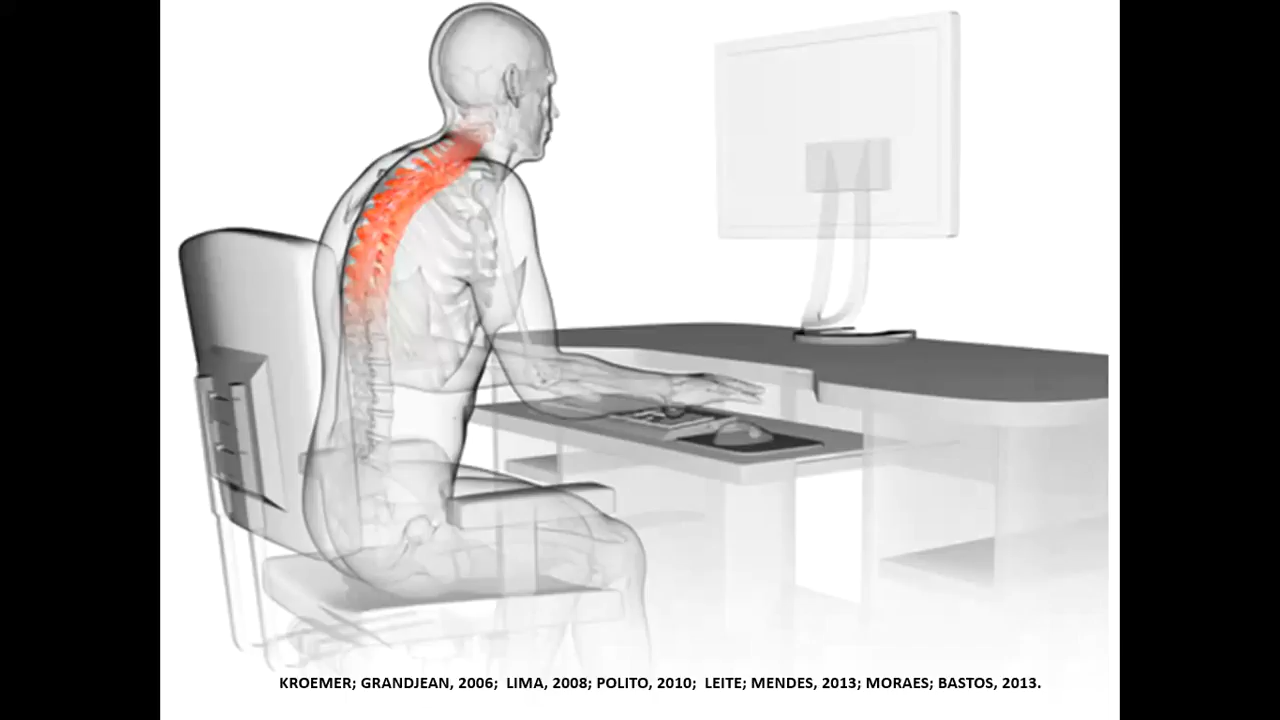 KROEMER; GRANDJEAN, 2006;  LIMA, 2008; POLITO, 2010;  LEITE; MENDES, 2013; MORAES; BASTOS, 2013.